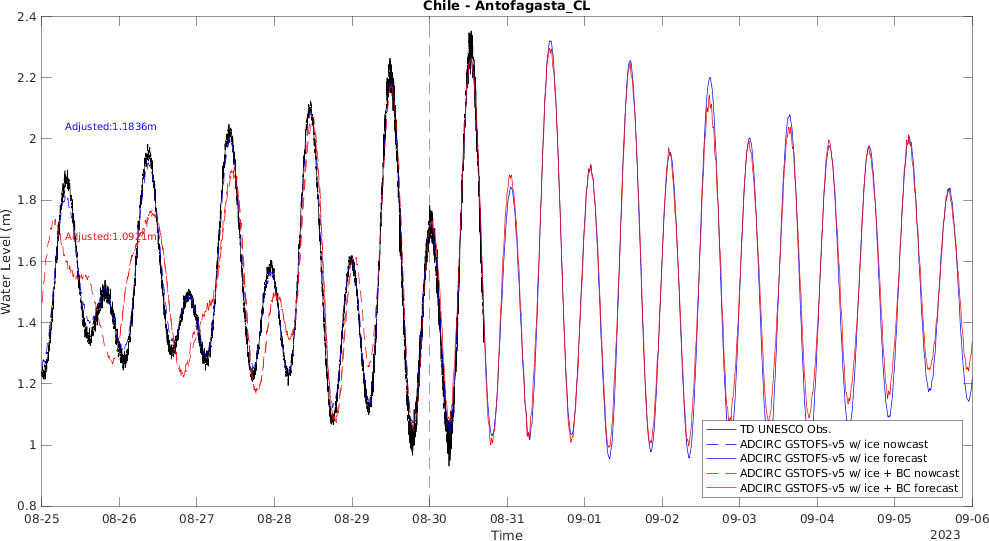 Chile - Antofagasta_CL
2.4
2.2
2
1.8
1.6
1.4
1.2
1
0.8
Water Level (m)
Adjusted:1.1836m
Adjusted:1.0921m
TD UNESCO Obs.
ADCIRC GSTOFS-v5 w/ ice nowcast
ADCIRC GSTOFS-v5 w/ ice forecast
ADCIRC GSTOFS-v5 w/ ice + BC nowcast
ADCIRC GSTOFS-v5 w/ ice + BC forecast
08-25 08-26 08-27 08-28 08-29 08-30 08-31 09-01 09-02 09-03 09-04 09-05 09-06
Time
2023